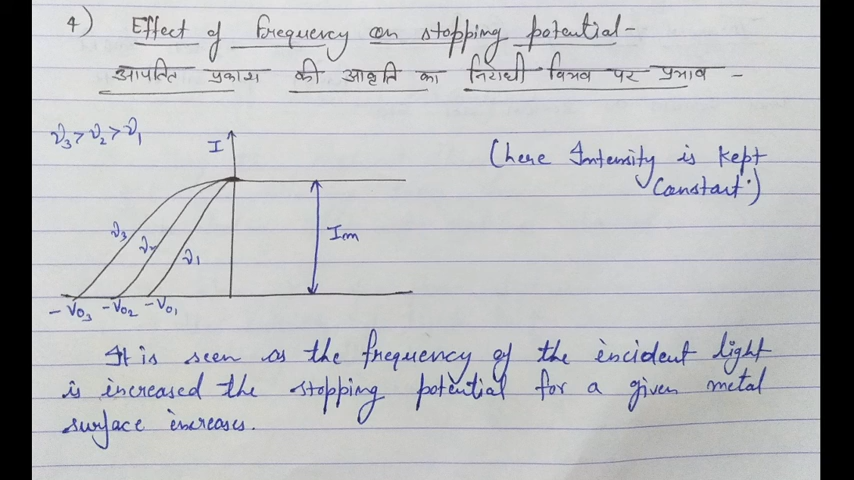 4) Effect of frequency on stopping potential-
आपतित प्रकाश की आवृति का निरोधी विभव पर प्रभाव -
ν3 > ν2 > ν1
I
(here Intensity is kept
Constant.)
ν3
ν2
ν1
Im
- V03 - V02 - V01
It is seen as the frequency of the incident light
is increased the stopping potential for a given metal
surface increases.